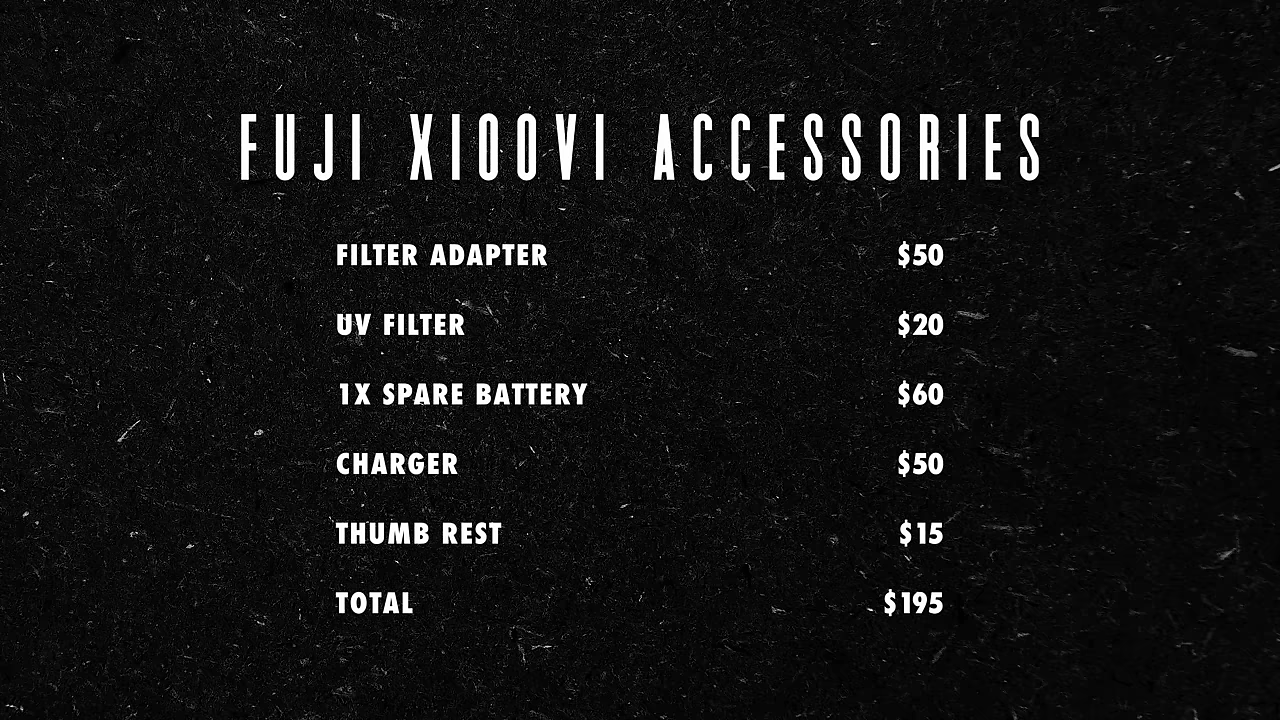 FUJI X100VI ACCESSORIES
FILTER ADAPTER $50
UV FILTER $20
1X SPARE BATTERY $60
CHARGER $50
THUMB REST $15
TOTAL $195